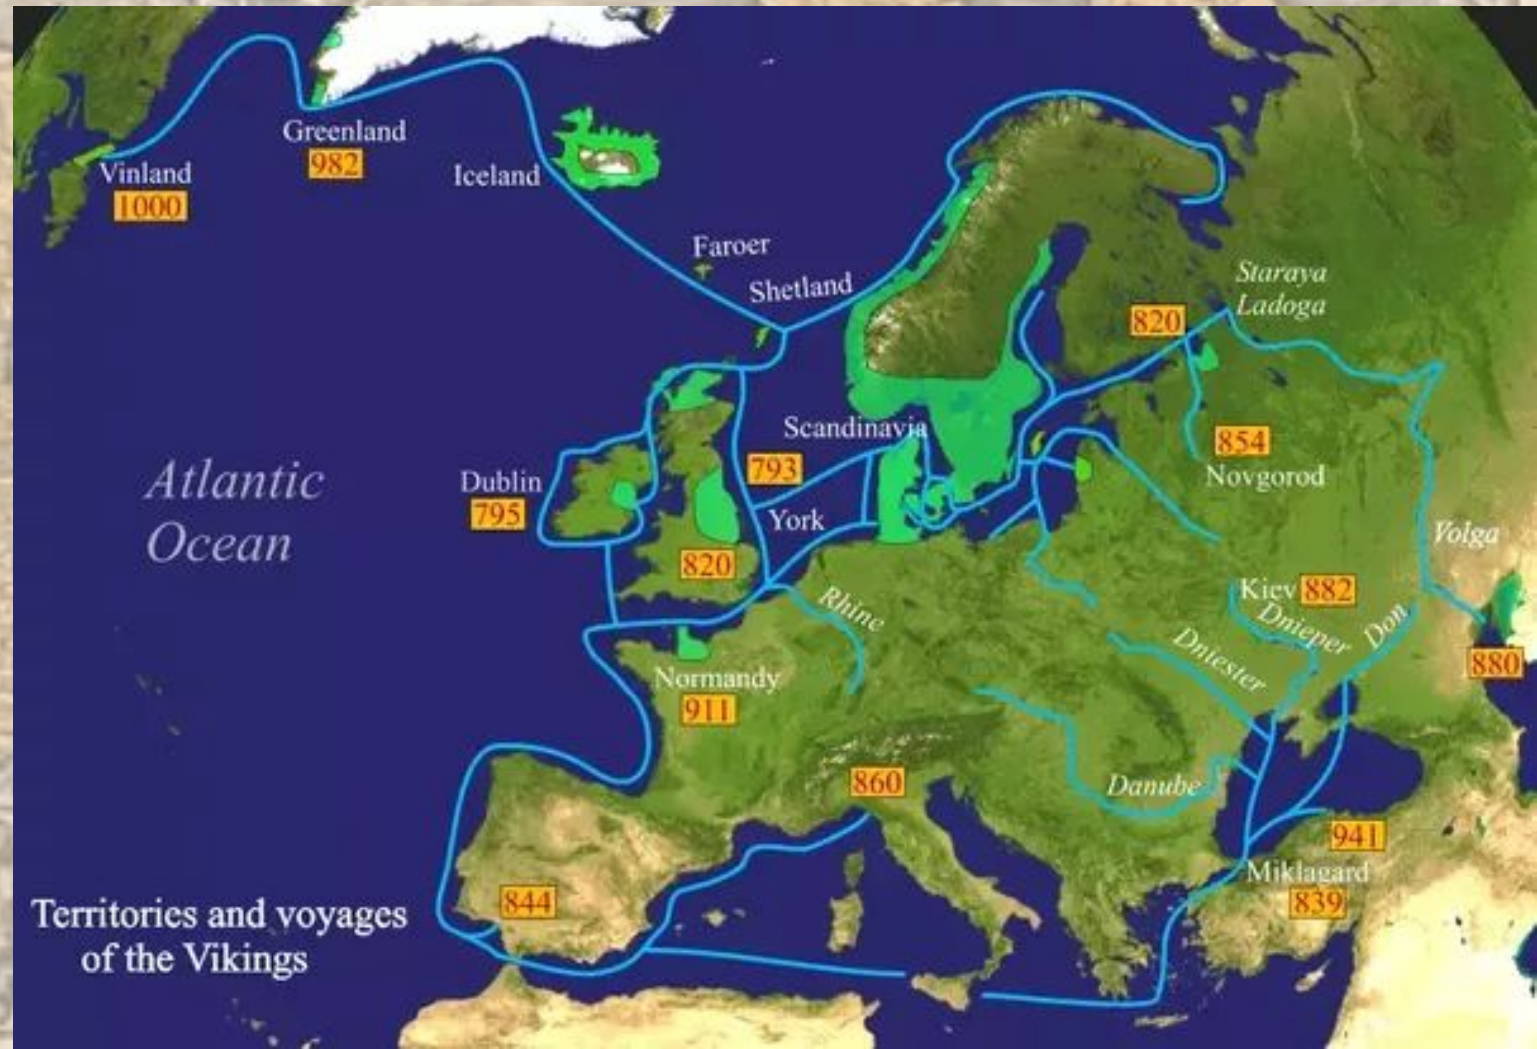 Greenland
982
Vinland
1000
Iceland
Faroer
Shetland
Staraya
Ladoga
820
Scandinavia
793
854
Novgorod
Dublin
795
York
Atlantic
Ocean
820
Volga
Kiev 882
Rhine
Dnieper
Don
Dniester
880
Normandy
911
860
Danube
941
Miklagard
839
844
Territories and voyages
of the Vikings